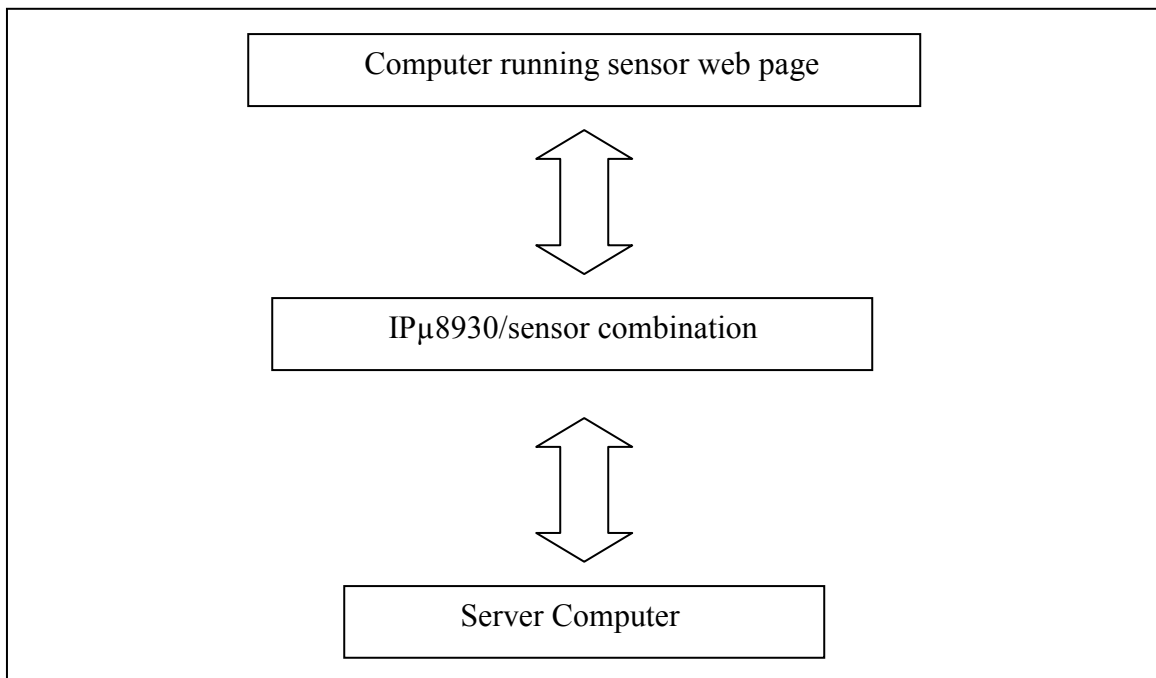 Computer running sensor web page
IPµ8930/sensor combination
Server Computer